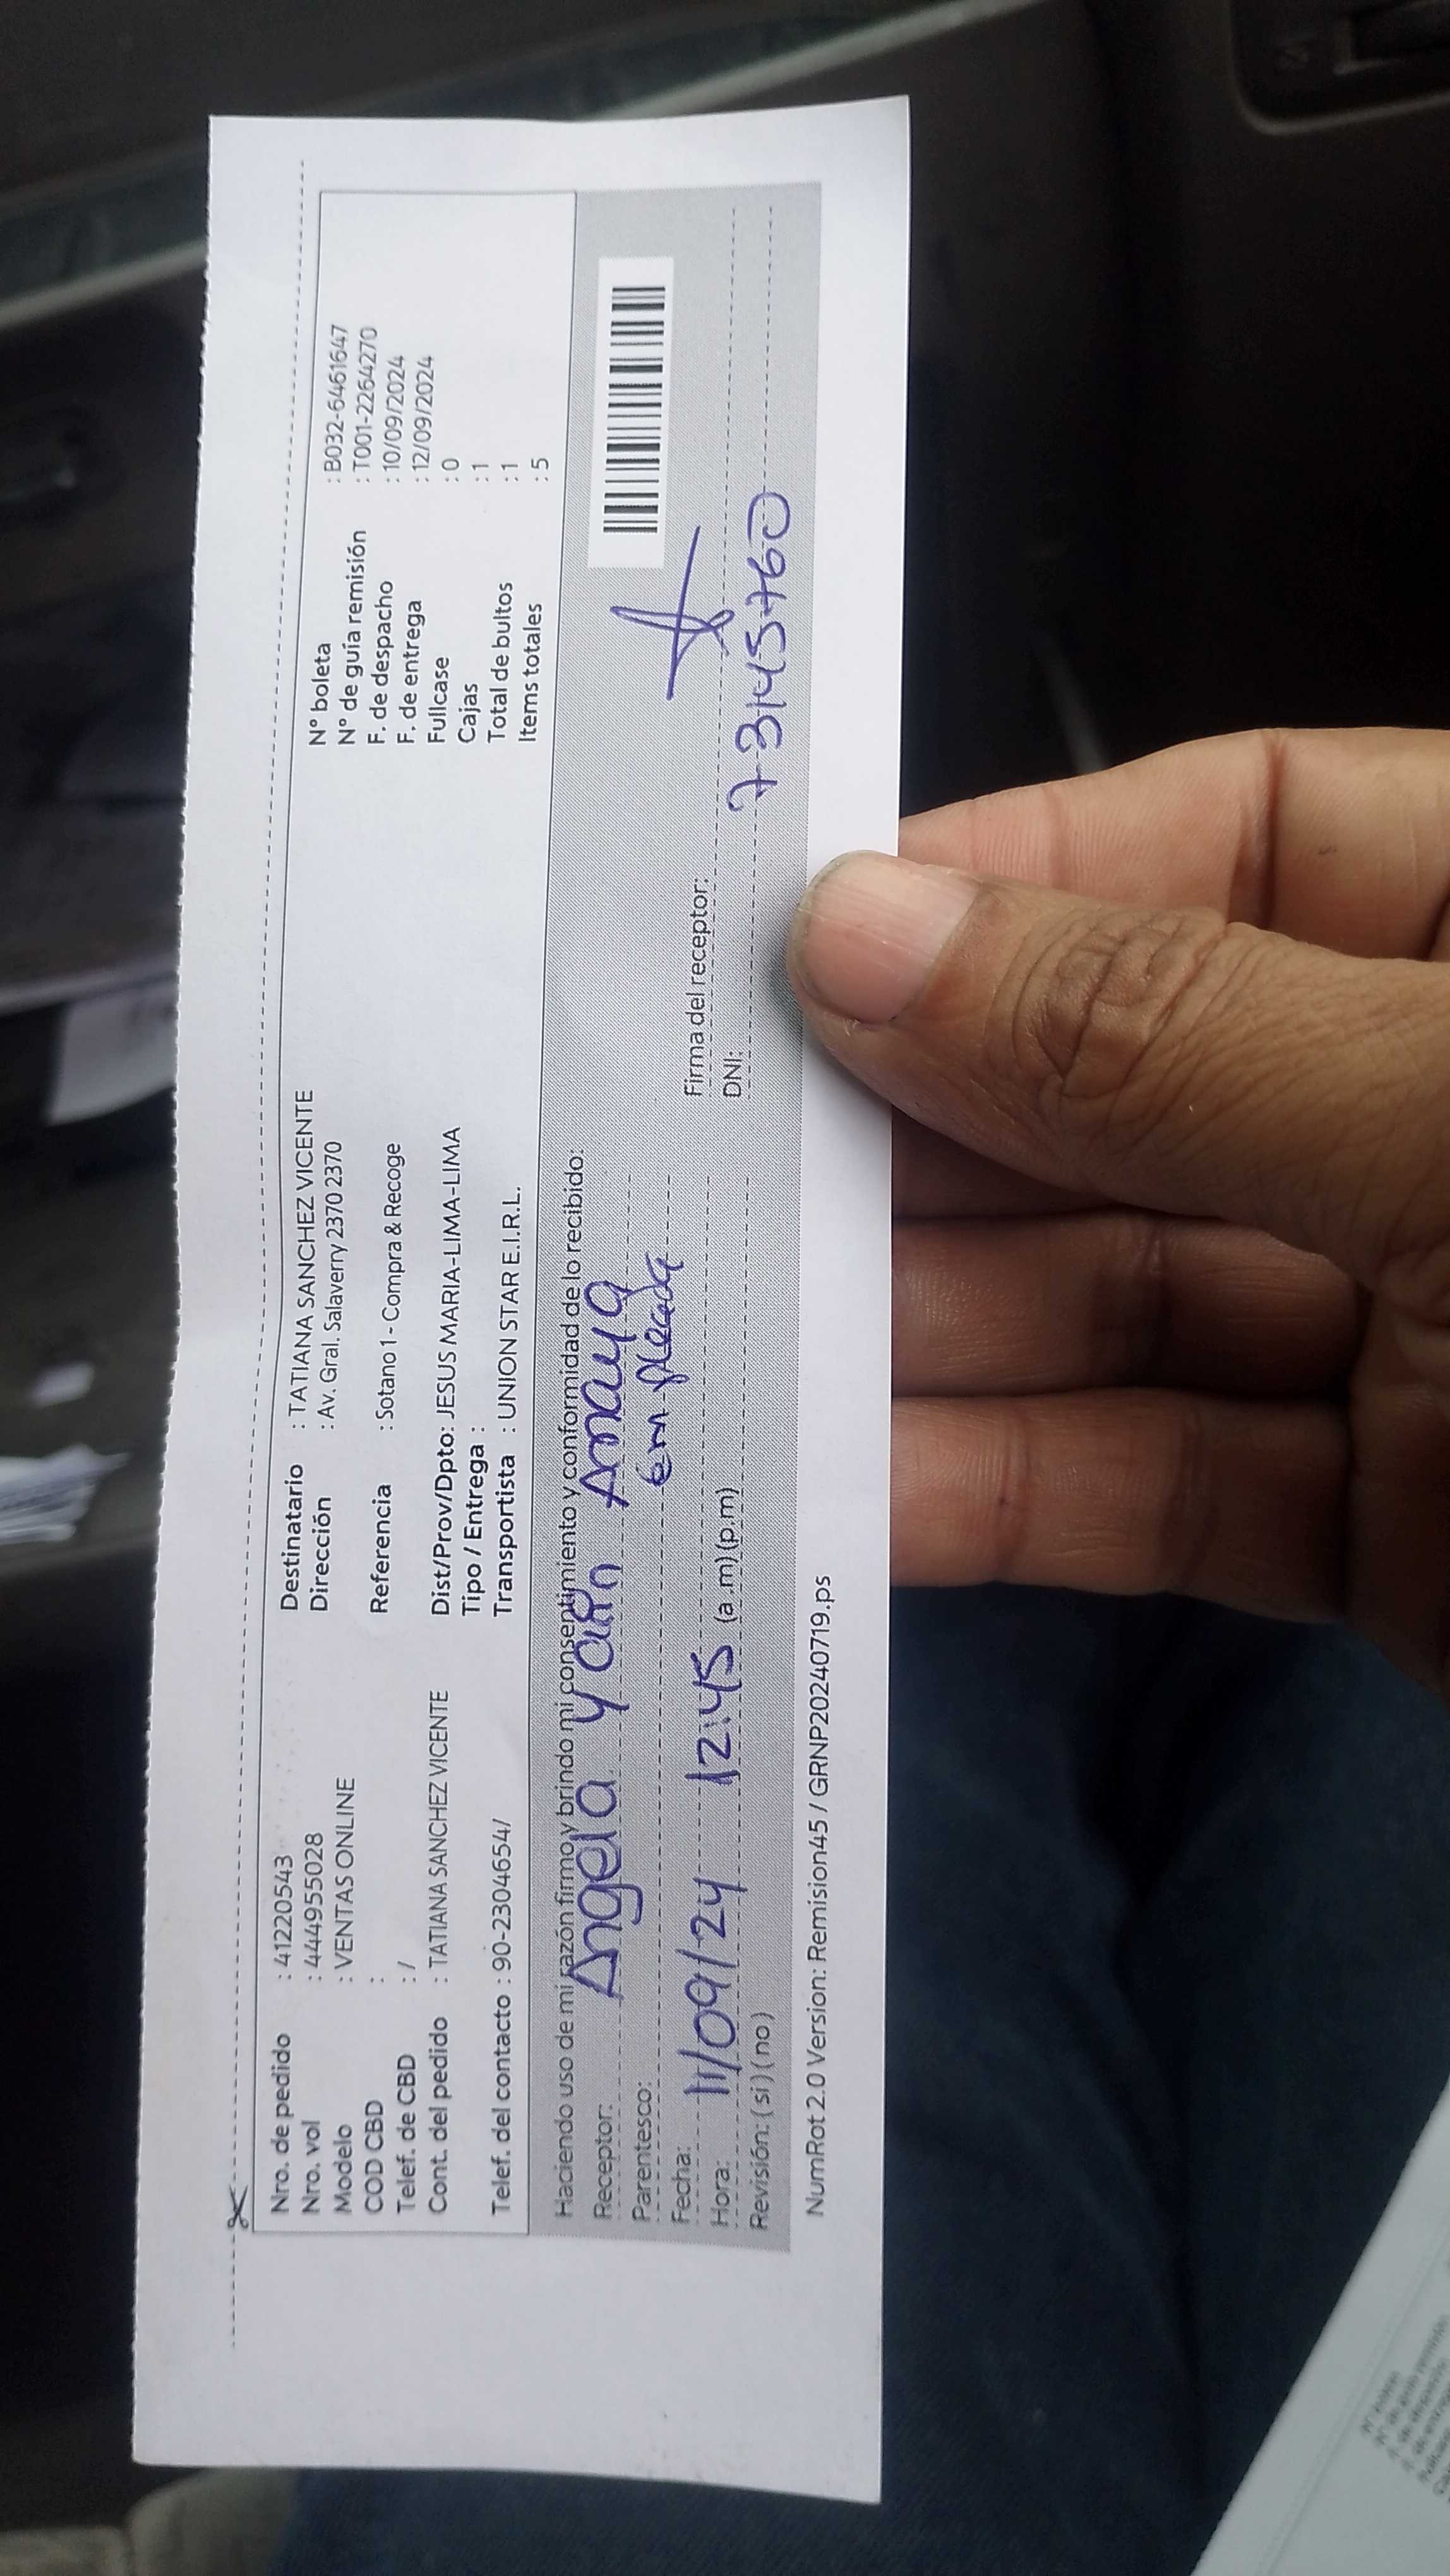 Nro. de pedido : 41220543
Nro. vol : 444955028
Modelo : VENTAS ONLINE
COD CBD :
Telef. de CBD : /
Cont. del pedido : TATIANA SANCHEZ VICENTE
Telef. del contacto : 90-2304654/
Destinatario : TATIANA SANCHEZ VICENTE
Dirección : Av. Gral. Salaverry 2370 2370
Referencia : Sotano 1 - Compra & Recoge
Dist/Prov/Dpto: JESUS MARIA-LIMA-LIMA
Tipo / Entrega :
Transportista : UNION STAR E.I.R.L.
N° boleta : B032-6461647
N° de guía remisión : T001-2264270
F. de despacho : 10/09/2024
F. de entrega : 12/09/2024
Fullcase : 0
Cajas : 1
Total de bultos : 1
Items totales : 5
Haciendo uso de mi razón firmo y brindo mi consentimiento y conformidad de lo recibido:
Receptor: Angela Amaya
Parentesco: empleada
Fecha: 11/09/24
Hora: 12:45 (a.m) (p.m)
Revisión: (si) (no)
Firma del receptor:
DNI: 73145760
NumRot 2.0 Version: Remision45 / GRNP20240719.ps